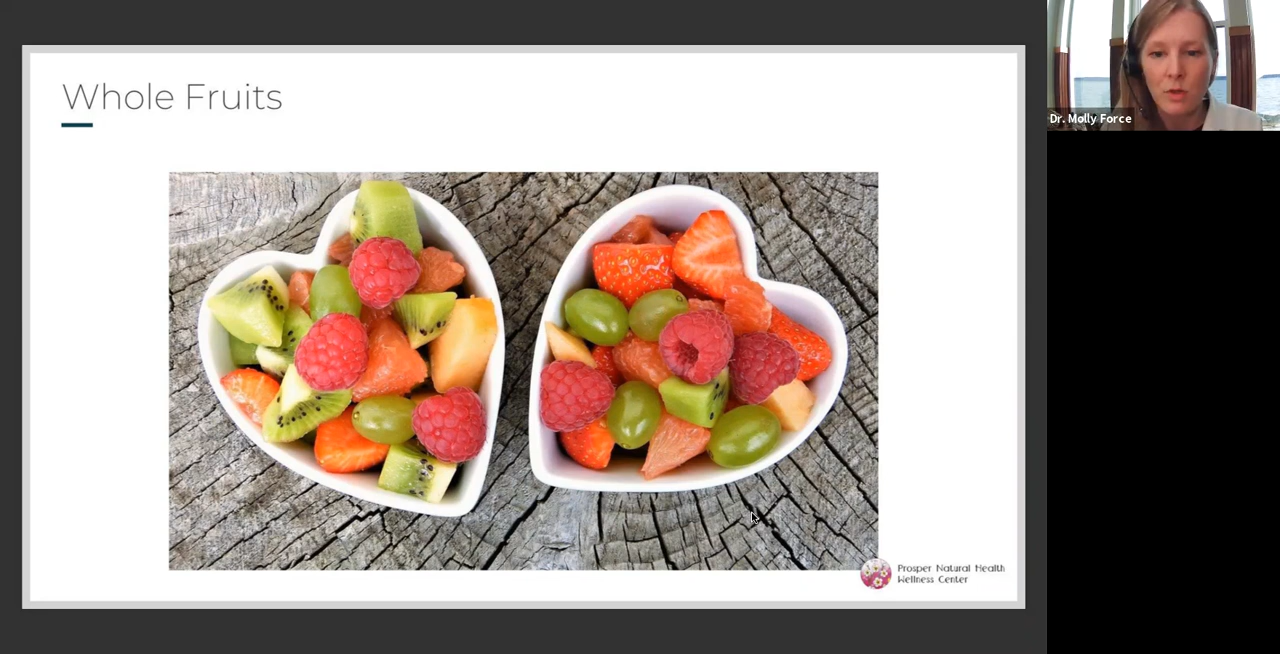 Whole Fruits
Dr. Molly Force
Prosper Natural Health
Wellness Center